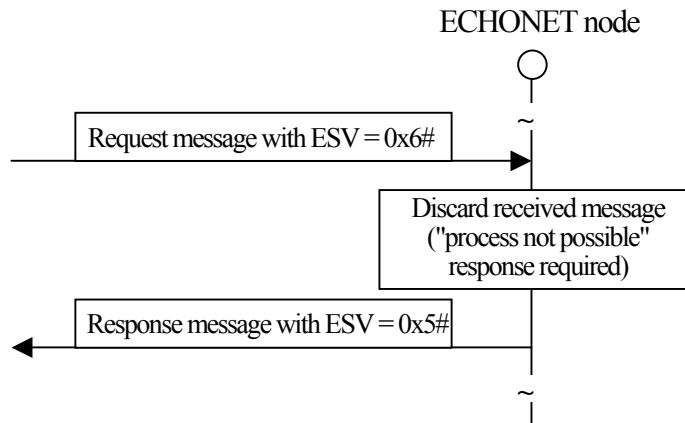 ECHONET node
~
Request message with ESV = 0x6#
Discard received message
("process not possible"
response required)
Response message with ESV = 0x5#
~